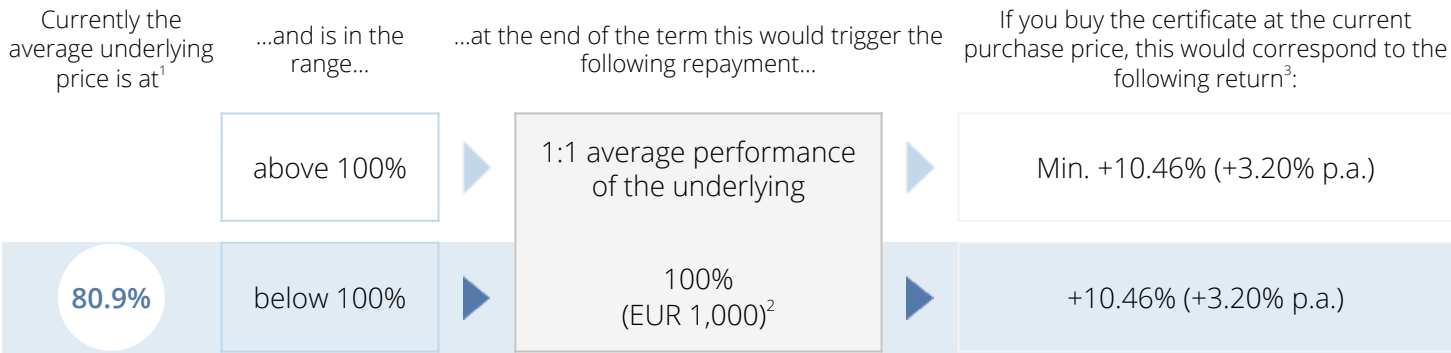 Currently the
average underlying
price is at¹
...and is in the
range...
...at the end of the term this would trigger the
following repayment...
If you buy the certificate at the current
purchase price, this would correspond to the
following return³:
above 100%
1:1 average performance
of the underlying
Min. +10.46% (+3.20% p.a.)
80.9%
below 100%
100%
(EUR 1,000)²
+10.46% (+3.20% p.a.)